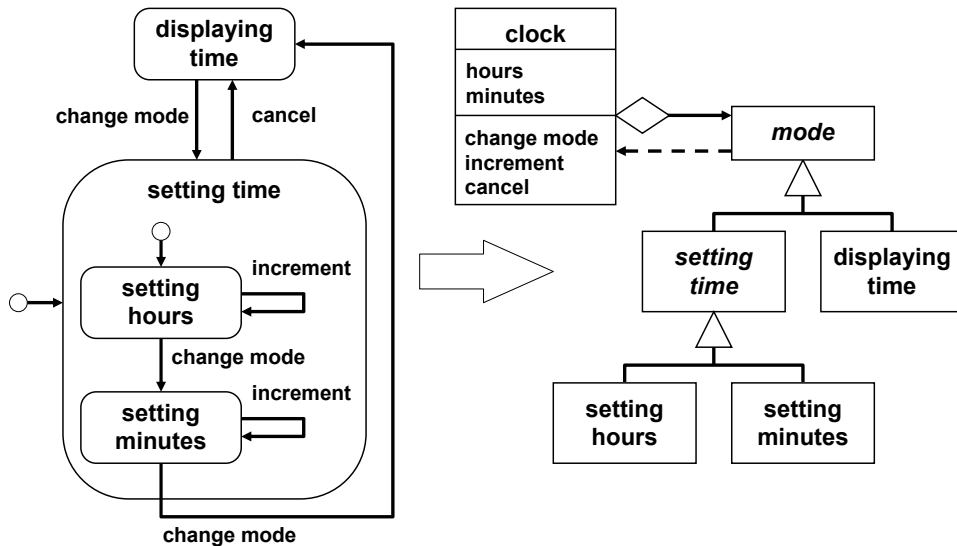 displaying
time
change mode
cancel
setting time
increment
setting
hours
change mode
increment
setting
minutes
change mode
clock
hours
minutes
change mode
increment
cancel
mode
setting
time
displaying
time
setting
hours
setting
minutes